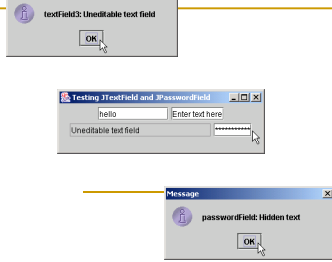 textField3: Uneditable text field
OK
Testing JTextField and JPasswordField
hello
Enter text here
Uneditable text field
***********
Message
passwordField: Hidden text
OK